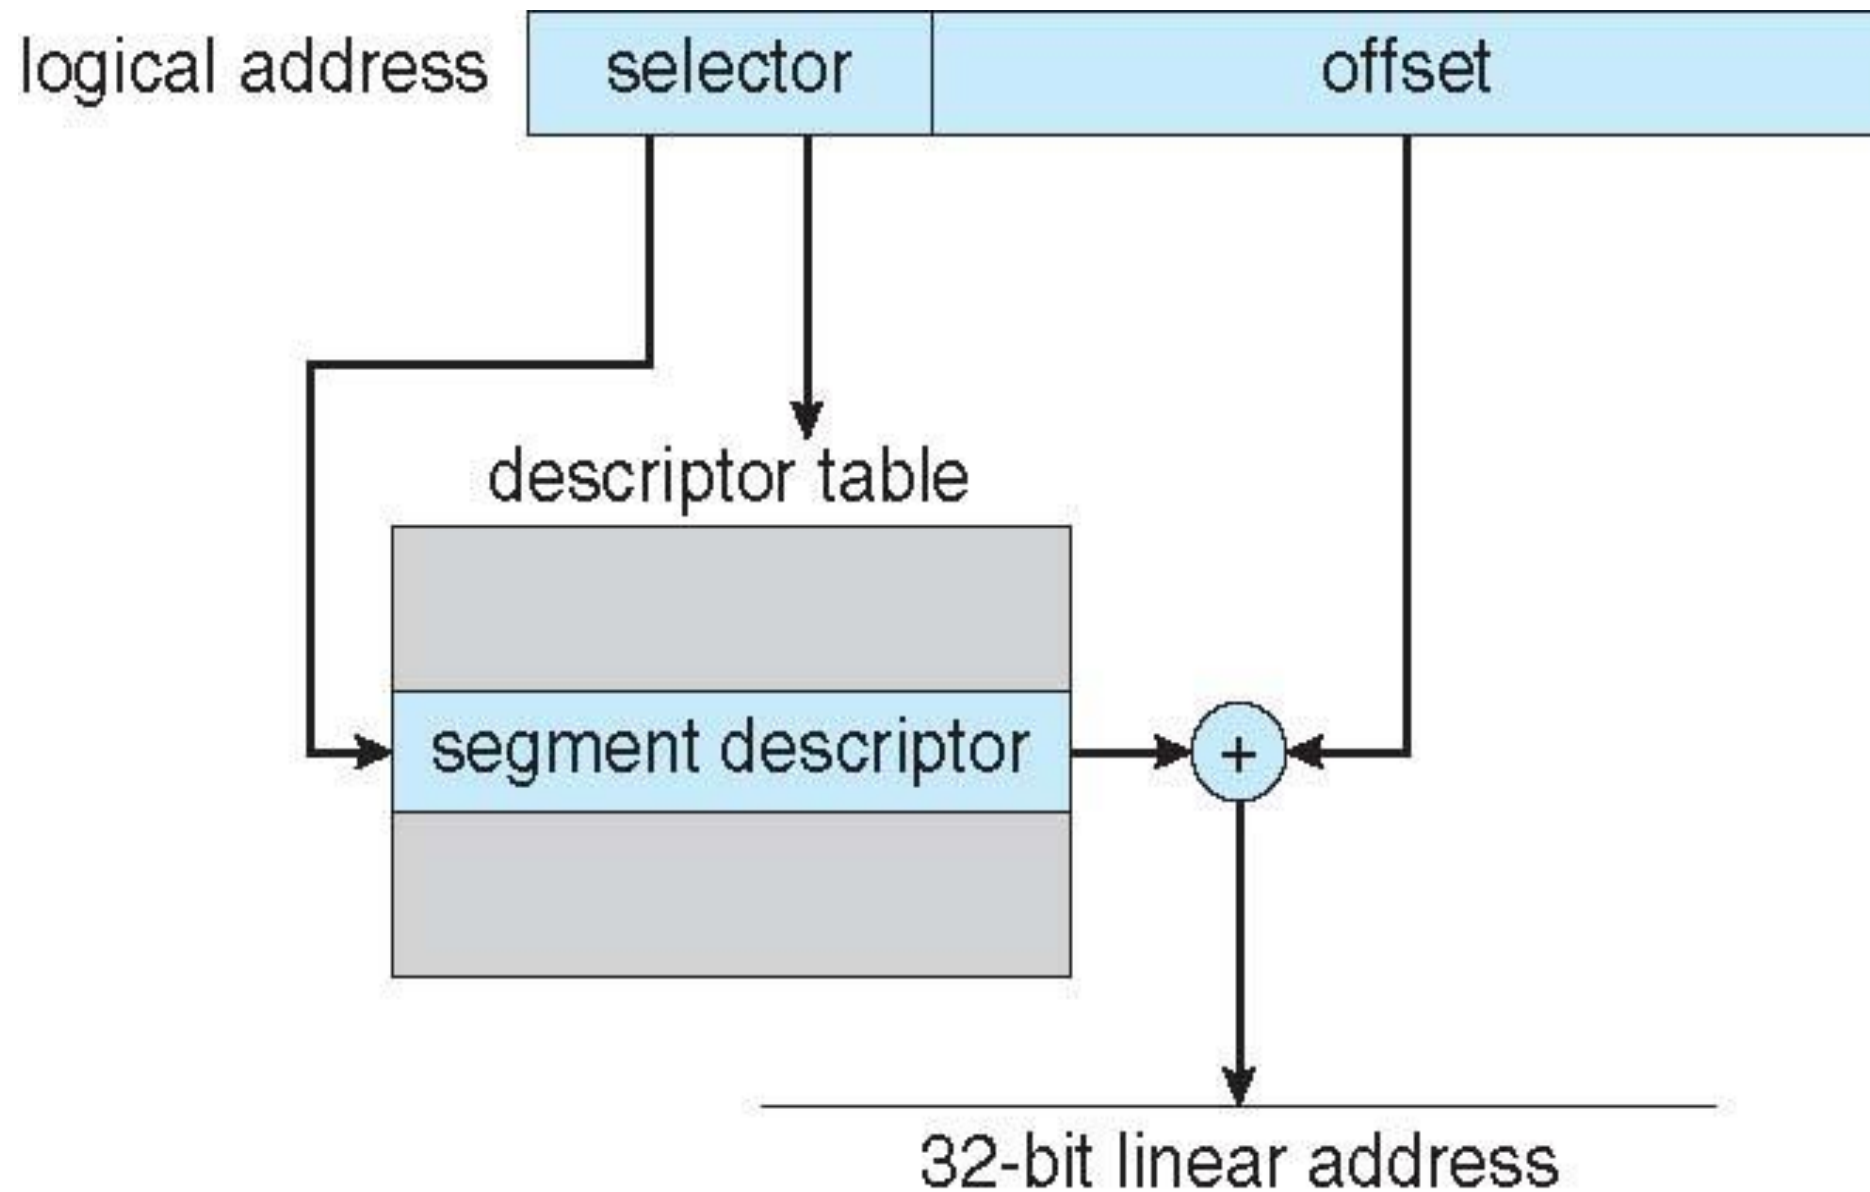 logical address selector offset
descriptor table
segment descriptor +
32-bit linear address